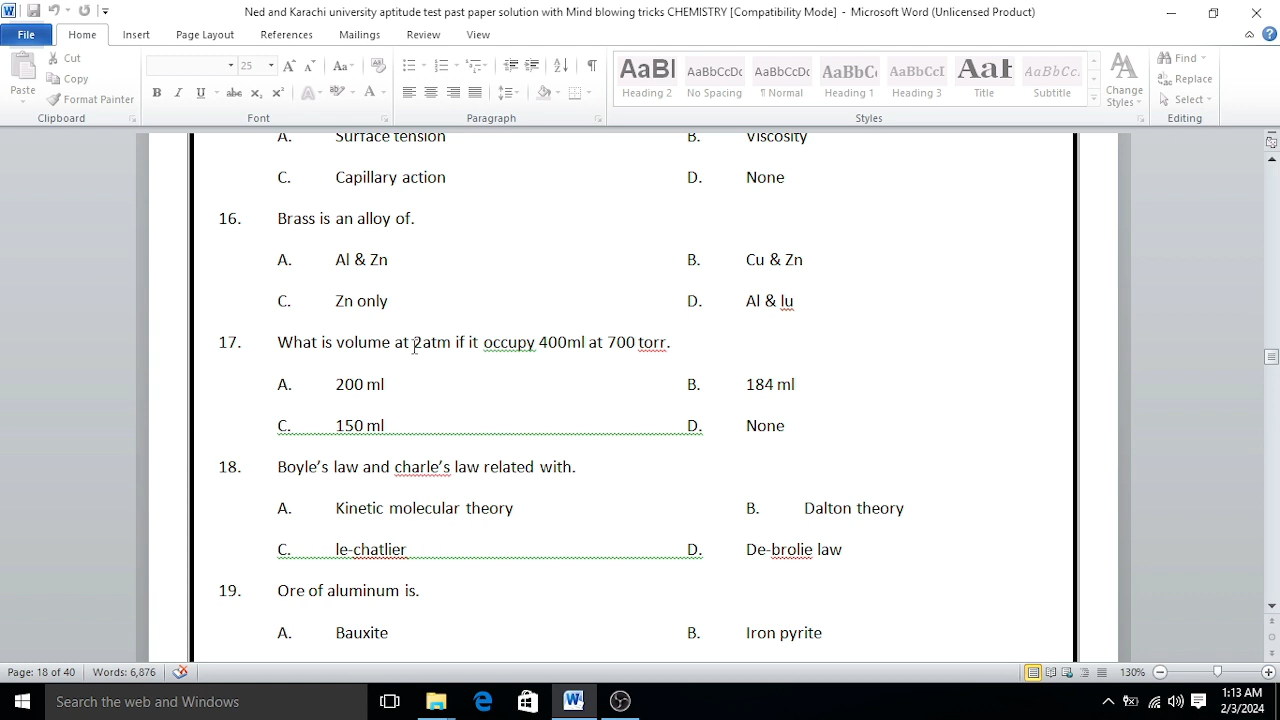 Ned and Karachi university aptitude test past paper solution with Mind blowing tricks CHEMISTRY [Compatibility Mode] - Microsoft Word (Unlicensed Product)
File Home Insert Page Layout References Mailings Review View
Paste Cut Copy Format Painter
25
AaBl AaBbCcDc AaBbCcDc AaBbC AaBbCcI Aat AaBbCc.
Heading 2 No Spacing ¶ Normal Heading 1 Heading 3 Title Subtitle
Change Styles
Find
Replace
Select
Clipboard Font Paragraph Styles Editing
A. Surface tension B. Viscosity
C. Capillary action D. None
16. Brass is an alloy of.
A. Al & Zn B. Cu & Zn
C. Zn only D. Al & lu
17. What is volume at 2atm if it occupy 400ml at 700 torr.
A. 200 ml B. 184 ml
C. 150 ml D. None
18. Boyle’s law and charle’s law related with.
A. Kinetic molecular theory B. Dalton theory
C. le-chatlier D. De-brolie law
19. Ore of aluminum is.
A. Bauxite B. Iron pyrite
Page: 18 of 40 Words: 6,876 130%
Search the web and Windows
1:13 AM
2/3/2024